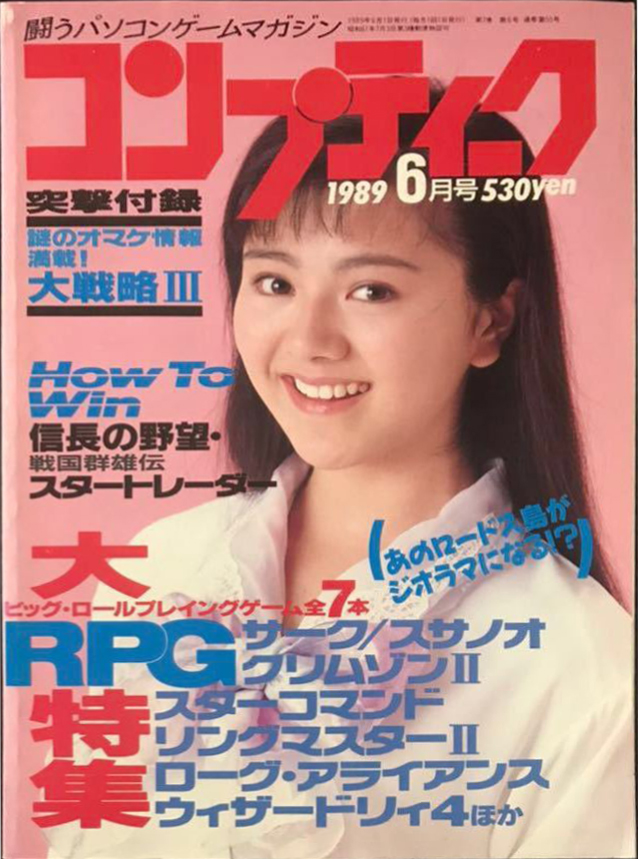 闘うパソコンゲームマガジン
コンプティーク
1989 6月号 530yen
突撃付録
謎のオマケ情報
満載!
大戦略III
How To
Win
信長の野望・
戦国群雄伝
スタートレーダー
(あのロードス島が
ジオラマになる!?)
大
ビッグ・ロールプレイングゲーム全7本
RPG
特集
サーク/スサノオ
クリムゾンII
スターコマンド
リングマスターII
ローグ・アライアンス
ウィザードリィ4ほか